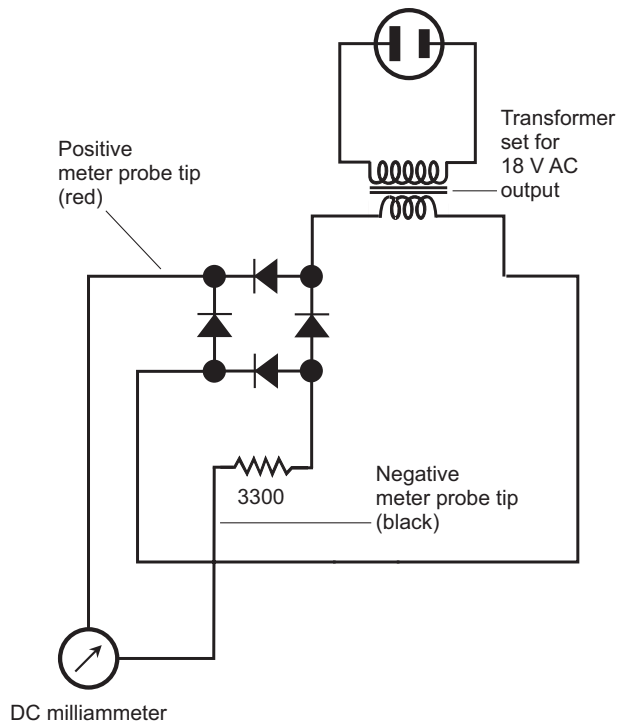 Transformer
set for
18 V AC
output
Positive
meter probe tip
(red)
3300
Negative
meter probe tip
(black)
DC milliammeter